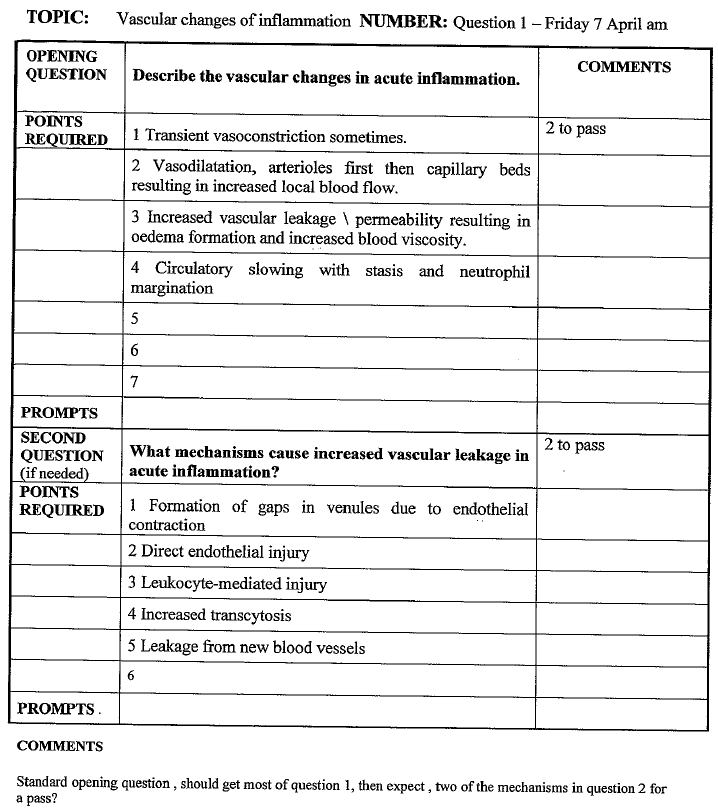 TOPIC: Vascular changes of inflammation NUMBER: Question 1 – Friday 7 April am
OPENING QUESTION
Describe the vascular changes in acute inflammation.
COMMENTS
POINTS REQUIRED
1 Transient vasoconstriction sometimes.
2 to pass
2 Vasodilatation, arterioles first then capillary beds
resulting in increased local blood flow.
3 Increased vascular leakage \ permeability resulting in
oedema formation and increased blood viscosity.
4 Circulatory slowing with stasis and neutrophil
margination
5
6
7
PROMPTS
SECOND QUESTION (if needed)
What mechanisms cause increased vascular leakage in
acute inflammation?
2 to pass
POINTS REQUIRED
1 Formation of gaps in venules due to endothelial
contraction
2 Direct endothelial injury
3 Leukocyte-mediated injury
4 Increased transcytosis
5 Leakage from new blood vessels
6
PROMPTS .
COMMENTS
Standard opening question , should get most of question 1, then expect , two of the mechanisms in question 2 for
a pass?